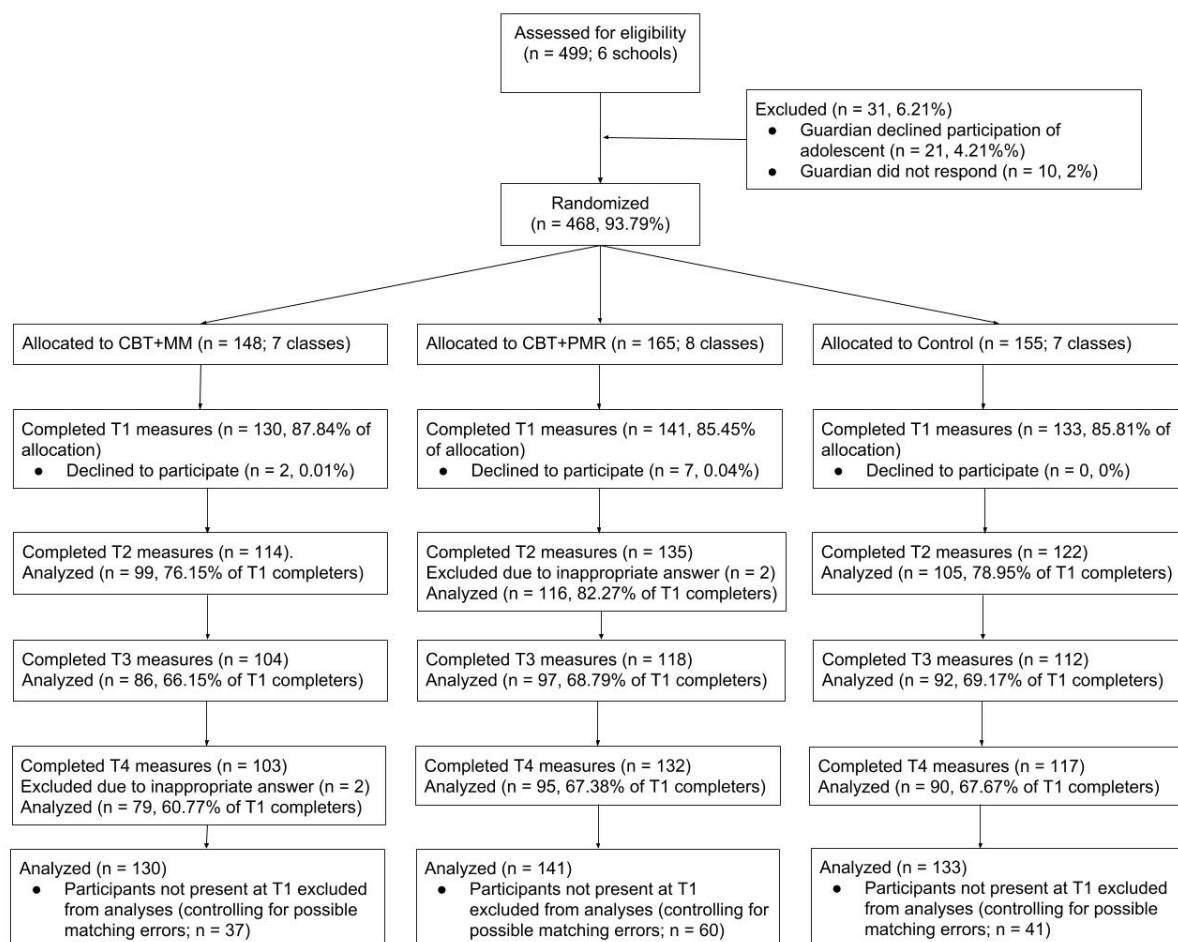 Assessed for eligibility
(n = 499; 6 schools)
Excluded (n = 31, 6.21%)
● Guardian declined participation of
adolescent (n = 21, 4.21%%)
● Guardian did not respond (n = 10, 2%)
Randomized
(n = 468, 93.79%)
Allocated to CBT+MM (n = 148; 7 classes)
Allocated to CBT+PMR (n = 165; 8 classes)
Allocated to Control (n = 155; 7 classes)
Completed T1 measures (n = 130, 87.84% of
allocation)
● Declined to participate (n = 2, 0.01%)
Completed T1 measures (n = 141, 85.45%
of allocation)
● Declined to participate (n = 7, 0.04%)
Completed T1 measures (n = 133, 85.81% of
allocation)
● Declined to participate (n = 0, 0%)
Completed T2 measures (n = 114).
Analyzed (n = 99, 76.15% of T1 completers)
Completed T2 measures (n = 135)
Excluded due to inappropriate answer (n = 2)
Analyzed (n = 116, 82.27% of T1 completers)
Completed T2 measures (n = 122)
Analyzed (n = 105, 78.95% of T1 completers)
Completed T3 measures (n = 104)
Analyzed (n = 86, 66.15% of T1 completers)
Completed T3 measures (n = 118)
Analyzed (n = 97, 68.79% of T1 completers)
Completed T3 measures (n = 112)
Analyzed (n = 92, 69.17% of T1 completers)
Completed T4 measures (n = 103)
Excluded due to inappropriate answer (n = 2)
Analyzed (n = 79, 60.77% of T1 completers)
Completed T4 measures (n = 132)
Analyzed (n = 95, 67.38% of T1 completers)
Completed T4 measures (n = 117)
Analyzed (n = 90, 67.67% of T1 completers)
Analyzed (n = 130)
● Participants not present at T1 excluded
from analyses (controlling for possible
matching errors; n = 37)
Analyzed (n = 141)
● Participants not present at T1
excluded from analyses (controlling for
possible matching errors; n = 60)
Analyzed (n = 133)
● Participants not present at T1 excluded
from analyses (controlling for possible
matching errors; n = 41)